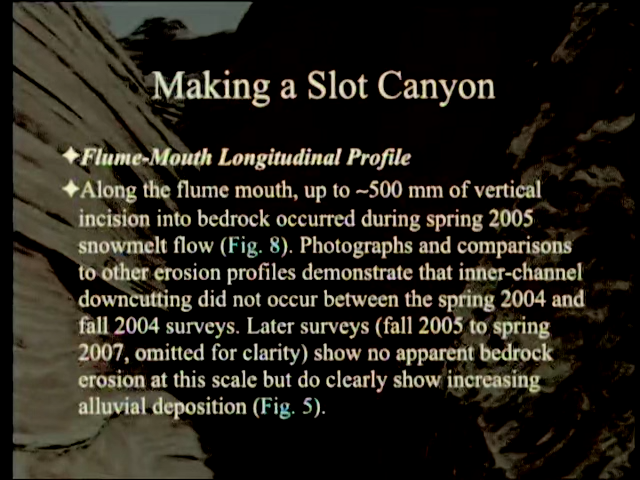 Making a Slot Canyon
✦Flume-Mouth Longitudinal Profile
✦Along the flume mouth, up to ~500 mm of vertical
incision into bedrock occurred during spring 2005
snowmelt flow (Fig. 8). Photographs and comparisons
to other erosion profiles demonstrate that inner-channel
downcutting did not occur between the spring 2004 and
fall 2004 surveys. Later surveys (fall 2005 to spring
2007, omitted for clarity) show no apparent bedrock
erosion at this scale but do clearly show increasing
alluvial deposition (Fig. 5).